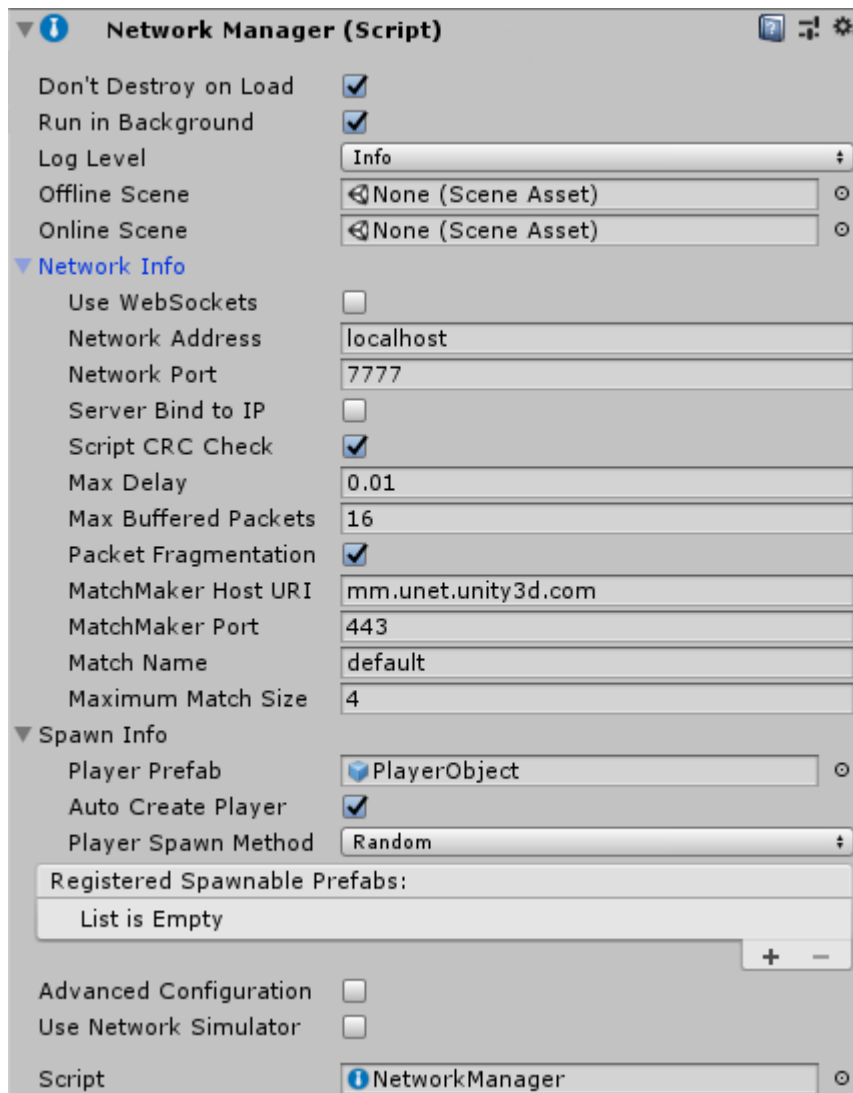 Network Manager (Script)
Don't Destroy on Load
Run in Background
Log Level Info
Offline Scene None (Scene Asset)
Online Scene None (Scene Asset)
Network Info
Use WebSockets
Network Address localhost
Network Port 7777
Server Bind to IP
Script CRC Check
Max Delay 0.01
Max Buffered Packets 16
Packet Fragmentation
MatchMaker Host URI mm.unet.unity3d.com
MatchMaker Port 443
Match Name default
Maximum Match Size 4
Spawn Info
Player Prefab PlayerObject
Auto Create Player
Player Spawn Method Random
Registered Spawnable Prefabs:
List is Empty
Advanced Configuration
Use Network Simulator
Script NetworkManager